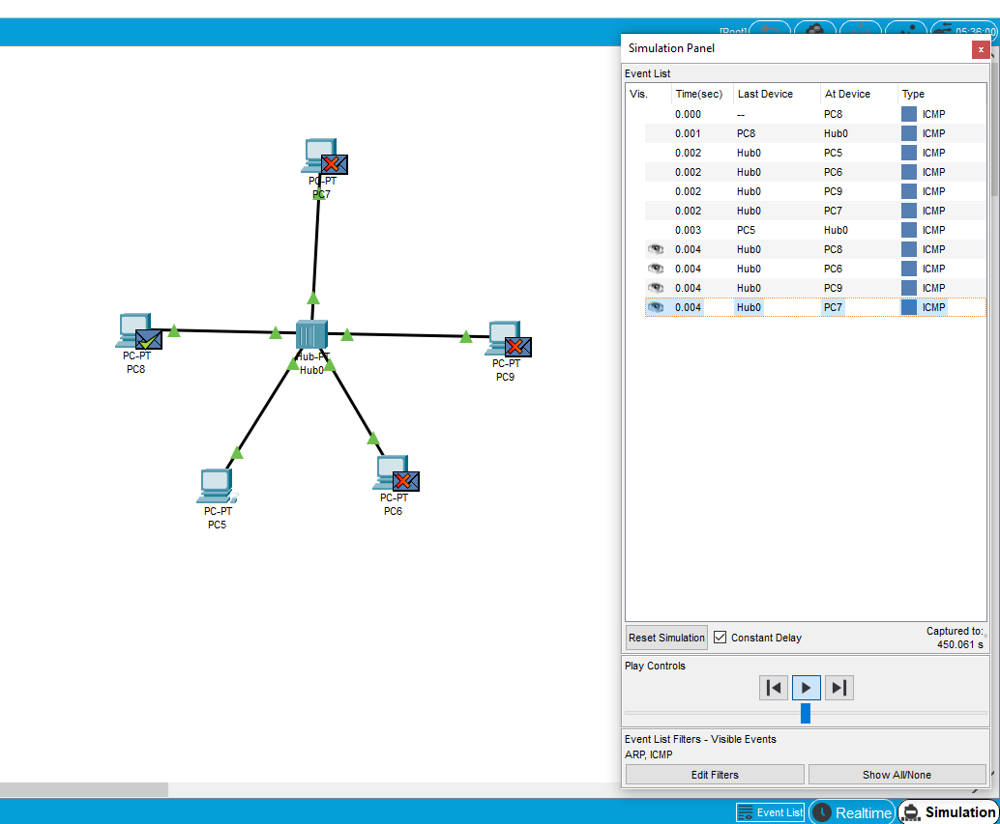 [Root]
05:36:00
Simulation Panel
x
Event List
Vis. Time(sec) Last Device At Device Type
0.000 -- PC8 ICMP
0.001 PC8 Hub0 ICMP
0.002 Hub0 PC5 ICMP
0.002 Hub0 PC6 ICMP
0.002 Hub0 PC9 ICMP
0.002 Hub0 PC7 ICMP
0.003 PC5 Hub0 ICMP
0.004 Hub0 PC8 ICMP
0.004 Hub0 PC6 ICMP
0.004 Hub0 PC9 ICMP
0.004 Hub0 PC7 ICMP
PC-PT
PC7
PC-PT
PC8
Hub-PT
Hub0
PC-PT
PC9
PC-PT
PC5
PC-PT
PC6
Reset Simulation Constant Delay
Captured to:
450.061 s
Play Controls
Event List Filters - Visible Events
ARP, ICMP
Edit Filters Show All/None
Event List Realtime Simulation